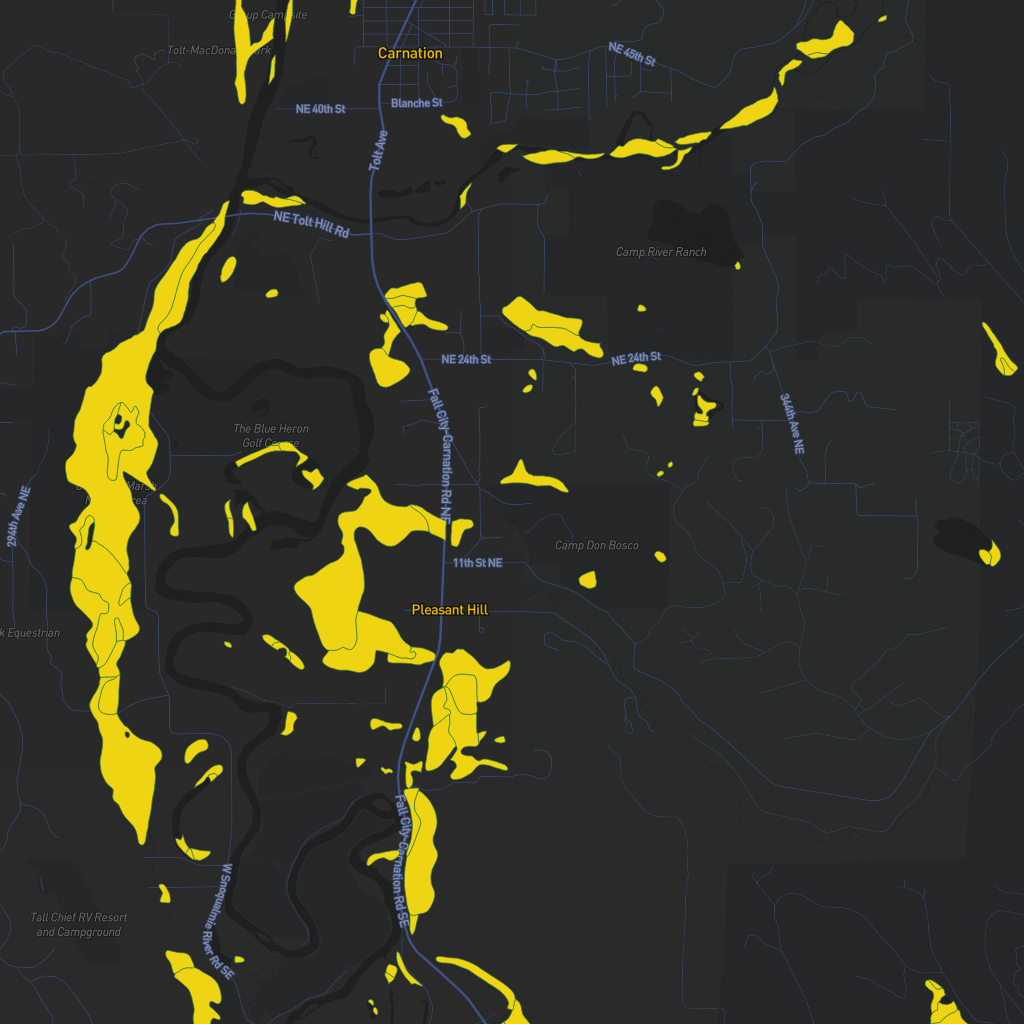 Group Campsite
Tolt-MacDonald Park
Carnation
NE 45th St
NE 40th St
Blanche St
Tolt Ave
NE Tolt Hill Rd
Camp River Ranch
NE 24th St
NE 24th St
344th Ave NE
Fall City-Carnation Rd NE
The Blue Heron
Golf Course
Marsh
294th Ave NE
Camp Don Bosco
11th St NE
Pleasant Hill
k Equestrian
Fall City-Carnation Rd SE
W Snoqualmie River Rd SE
Tall Chief RV Resort
and Campground